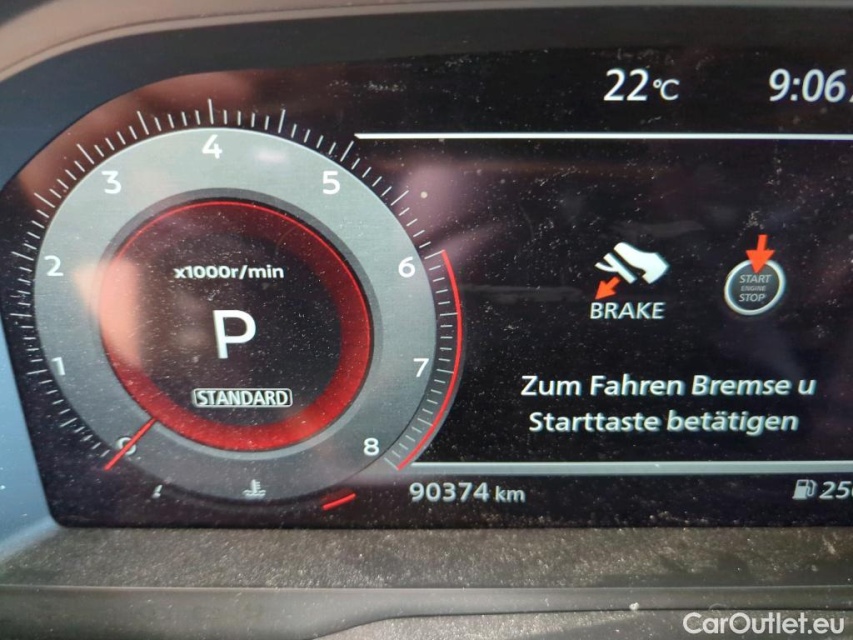 22°C
9:06
4
3
5
2
6
x1000r/min
P
1
7
STANDARD
0
8
BRAKE
START
ENGINE
STOP
Zum Fahren Bremse u
Starttaste betätigen
90374 km
CarOutlet.eu